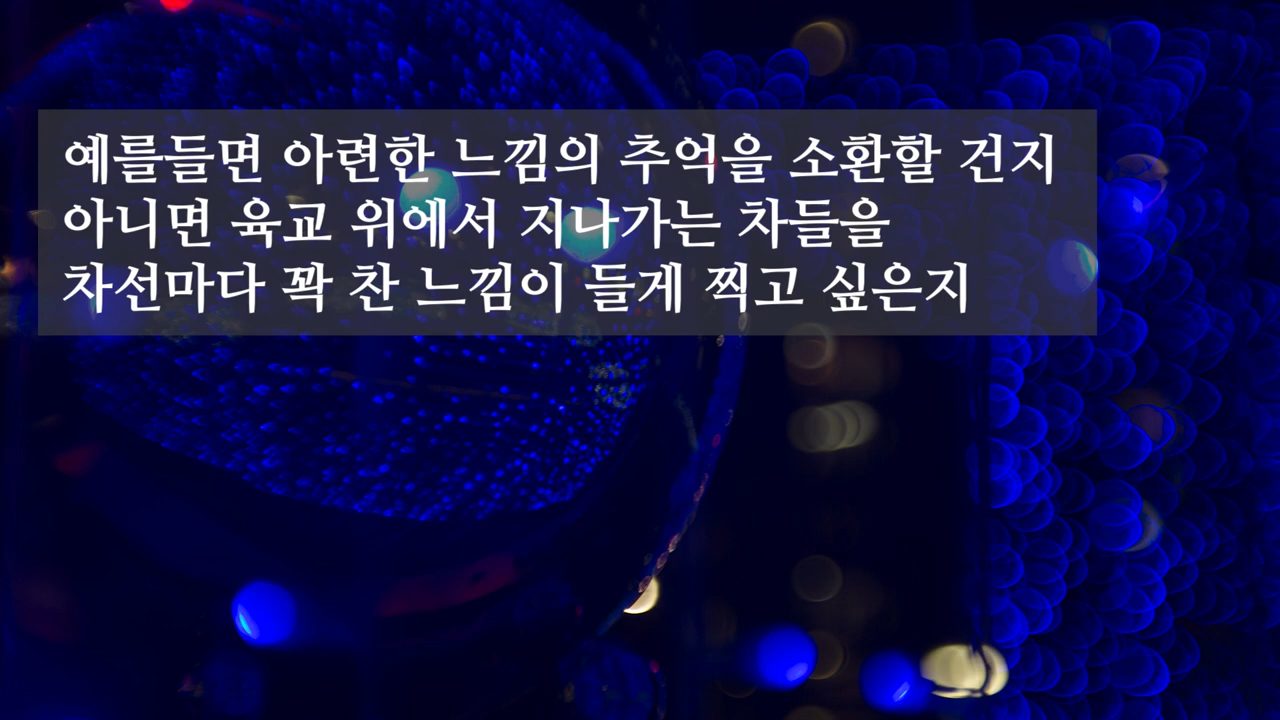 예를들면 아련한 느낌의 추억을 소환할 건지
아니면 육교 위에서 지나가는 차들을
차선마다 꽉 찬 느낌이 들게 찍고 싶은지